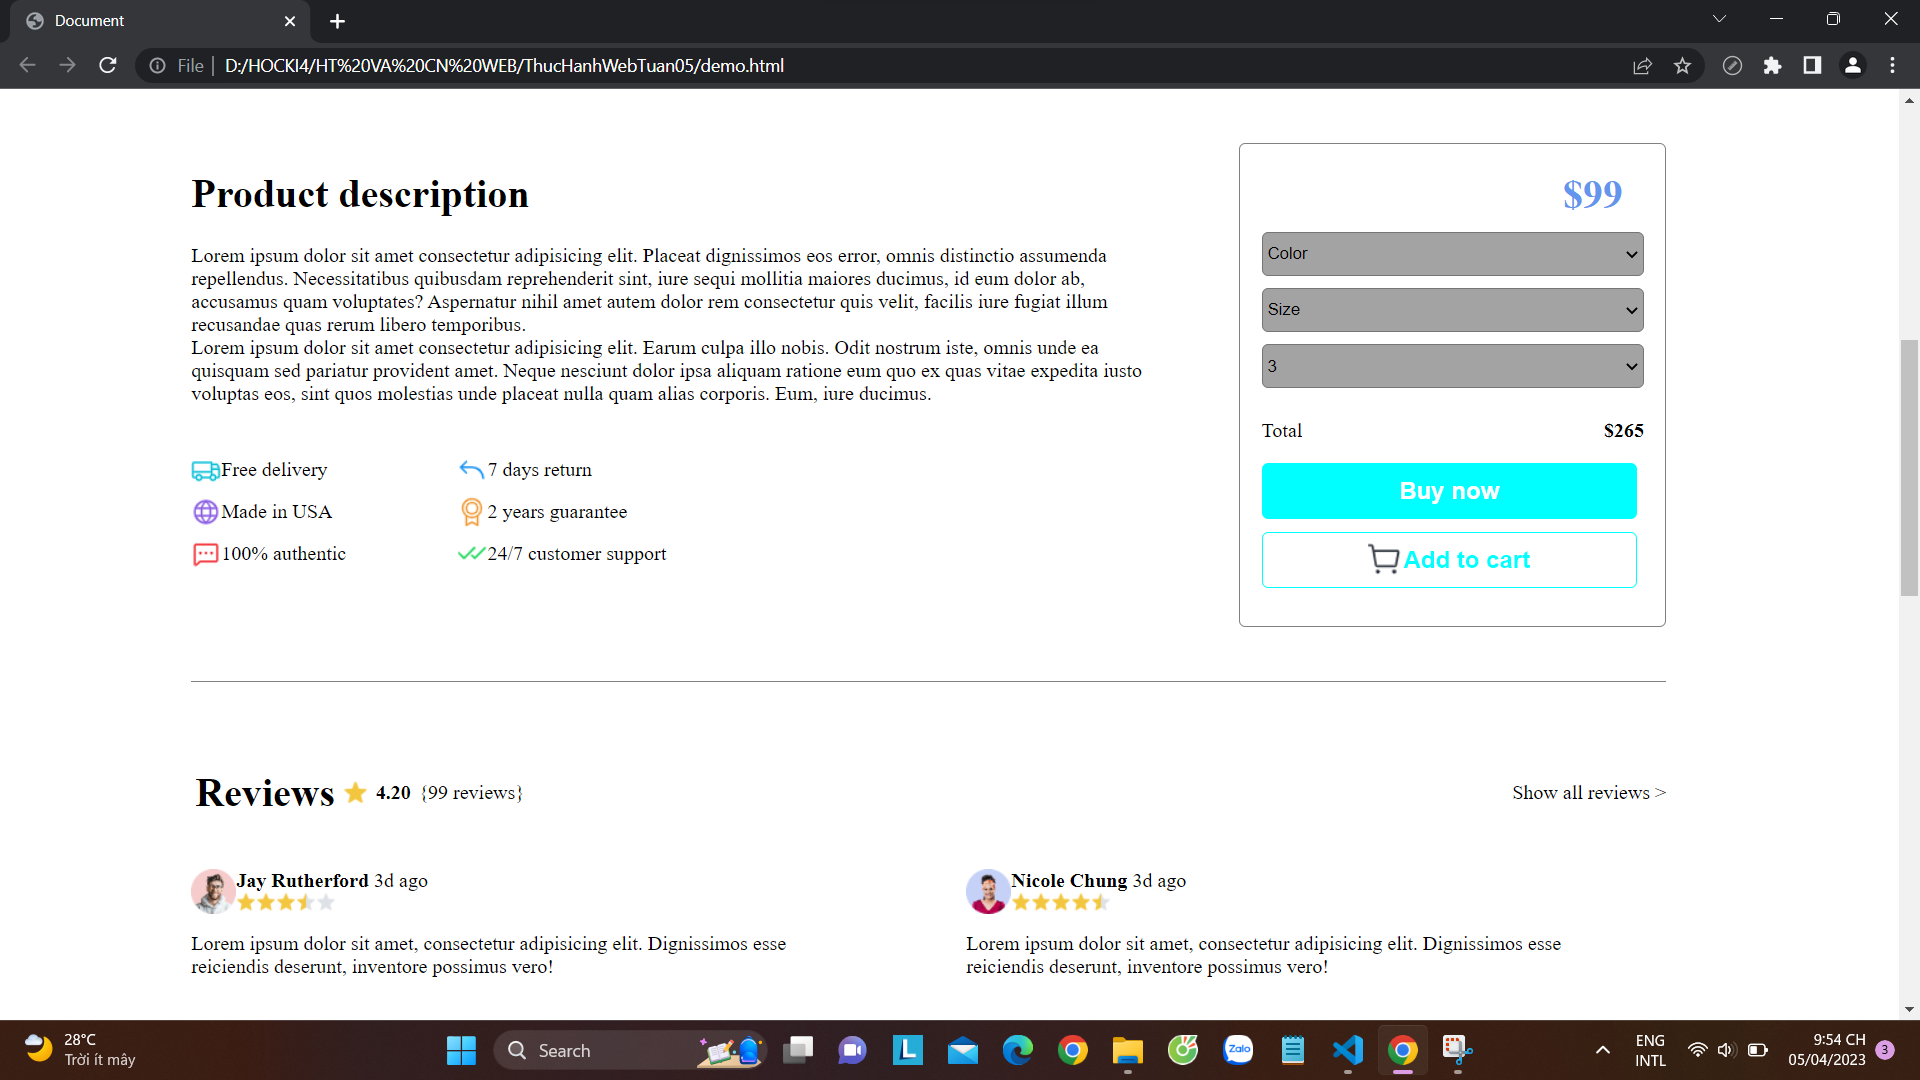 Document
File
D:/HOCKI4/HT%20VA%20CN%20WEB/ThucHanhWebTuan05/demo.html
Product description
Lorem ipsum dolor sit amet consectetur adipisicing elit. Placeat dignissimos eos error, omnis distinctio assumenda
repellendus. Necessitatibus quibusdam reprehenderit sint, iure sequi mollitia maiores ducimus, id eum dolor ab,
accusamus quam voluptates? Aspernatur nihil amet autem dolor rem consectetur quis velit, facilis iure fugiat illum
recusandae quas rerum libero temporibus.
Lorem ipsum dolor sit amet consectetur adipisicing elit. Earum culpa illo nobis. Odit nostrum iste, omnis unde ea
quisquam sed pariatur provident amet. Neque nesciunt dolor ipsa aliquam ratione eum quo ex quas vitae expedita iusto
voluptas eos, sint quos molestias unde placeat nulla quam alias corporis. Eum, iure ducimus.
Free delivery
7 days return
Made in USA
2 years guarantee
100% authentic
24/7 customer support
$99
Color
Size
3
Total $265
Buy now
Add to cart
Reviews 4.20 {99 reviews}
Show all reviews >
Jay Rutherford 3d ago
Lorem ipsum dolor sit amet, consectetur adipisicing elit. Dignissimos esse
reiciendis deserunt, inventore possimus vero!
Nicole Chung 3d ago
Lorem ipsum dolor sit amet, consectetur adipisicing elit. Dignissimos esse
reiciendis deserunt, inventore possimus vero!
28°C
Trời ít mây
Search
L
Zalo
ENG
INTL
9:54 CH
05/04/2023
3